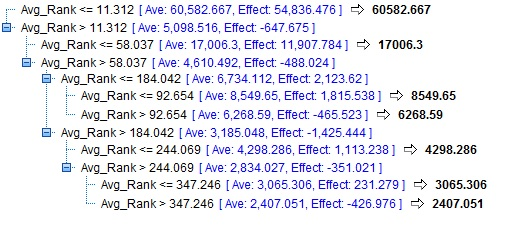 Avg_Rank <= 11.312 [ Ave: 60,582.667, Effect: 54,836.476 ] ⇨ 60582.667
Avg_Rank > 11.312 [ Ave: 5,098.516, Effect: -647.675 ]
Avg_Rank <= 58.037 [ Ave: 17,006.3, Effect: 11,907.784 ] ⇨ 17006.3
Avg_Rank > 58.037 [ Ave: 4,610.492, Effect: -488.024 ]
Avg_Rank <= 184.042 [ Ave: 6,734.112, Effect: 2,123.62 ]
Avg_Rank <= 92.654 [ Ave: 8,549.65, Effect: 1,815.538 ] ⇨ 8549.65
Avg_Rank > 92.654 [ Ave: 6,268.59, Effect: -465.523 ] ⇨ 6268.59
Avg_Rank > 184.042 [ Ave: 3,185.048, Effect: -1,425.444 ]
Avg_Rank <= 244.069 [ Ave: 4,298.286, Effect: 1,113.238 ] ⇨ 4298.286
Avg_Rank > 244.069 [ Ave: 2,834.027, Effect: -351.021 ]
Avg_Rank <= 347.246 [ Ave: 3,065.306, Effect: 231.279 ] ⇨ 3065.306
Avg_Rank > 347.246 [ Ave: 2,407.051, Effect: -426.976 ] ⇨ 2407.051